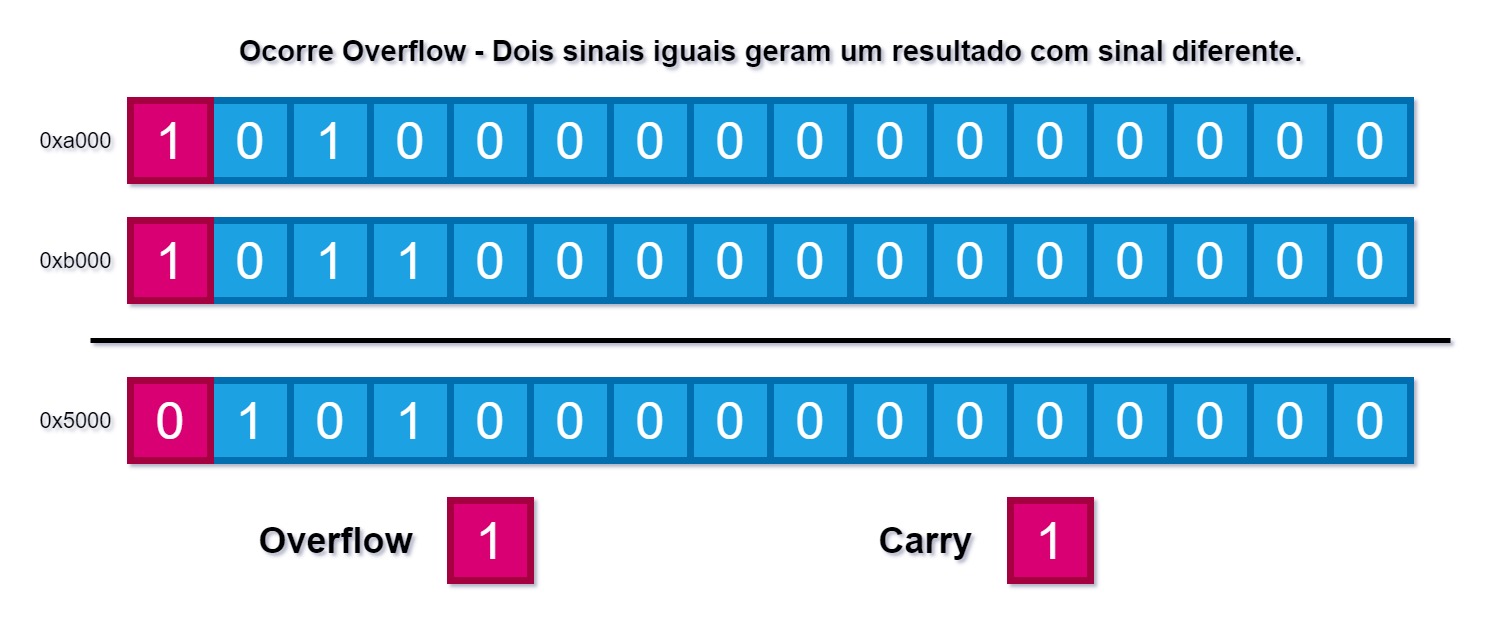 Ocorre Overflow - Dois sinais iguais geram um resultado com sinal diferente.
0xa000 1 0 1 0 0 0 0 0 0 0 0 0 0 0 0 0
0xb000 1 0 1 1 0 0 0 0 0 0 0 0 0 0 0 0
0x5000 0 1 0 1 0 0 0 0 0 0 0 0 0 0 0 0
Overflow 1 Carry 1